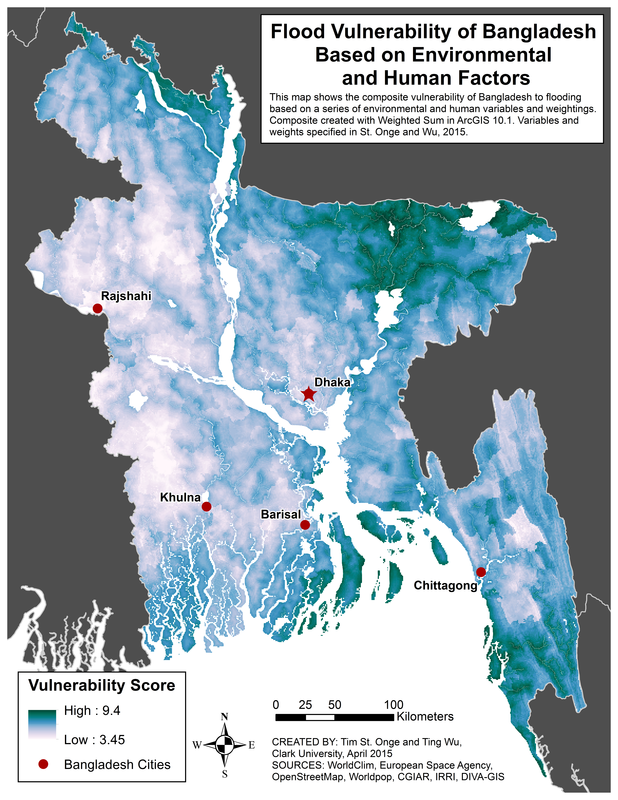 Flood Vulnerability of Bangladesh
Based on Environmental
and Human Factors
This map shows the composite vulnerability of Bangladesh to flooding
based on a series of environmental and human variables and weightings.
Composite created with Weighted Sum in ArcGIS 10.1. Variables and
weights specified in St. Onge and Wu, 2015.
Rajshahi
Dhaka
Khulna
Barisal
Chittagong
Vulnerability Score
High : 9.4
Low : 3.45
Bangladesh Cities
N
W
E
S
0 25 50 100
Kilometers
CREATED BY: Tim St. Onge and Ting Wu,
Clark University, April 2015
SOURCES: WorldClim, European Space Agency,
OpenStreetMap, Worldpop, CGIAR, IRRI, DIVA-GIS